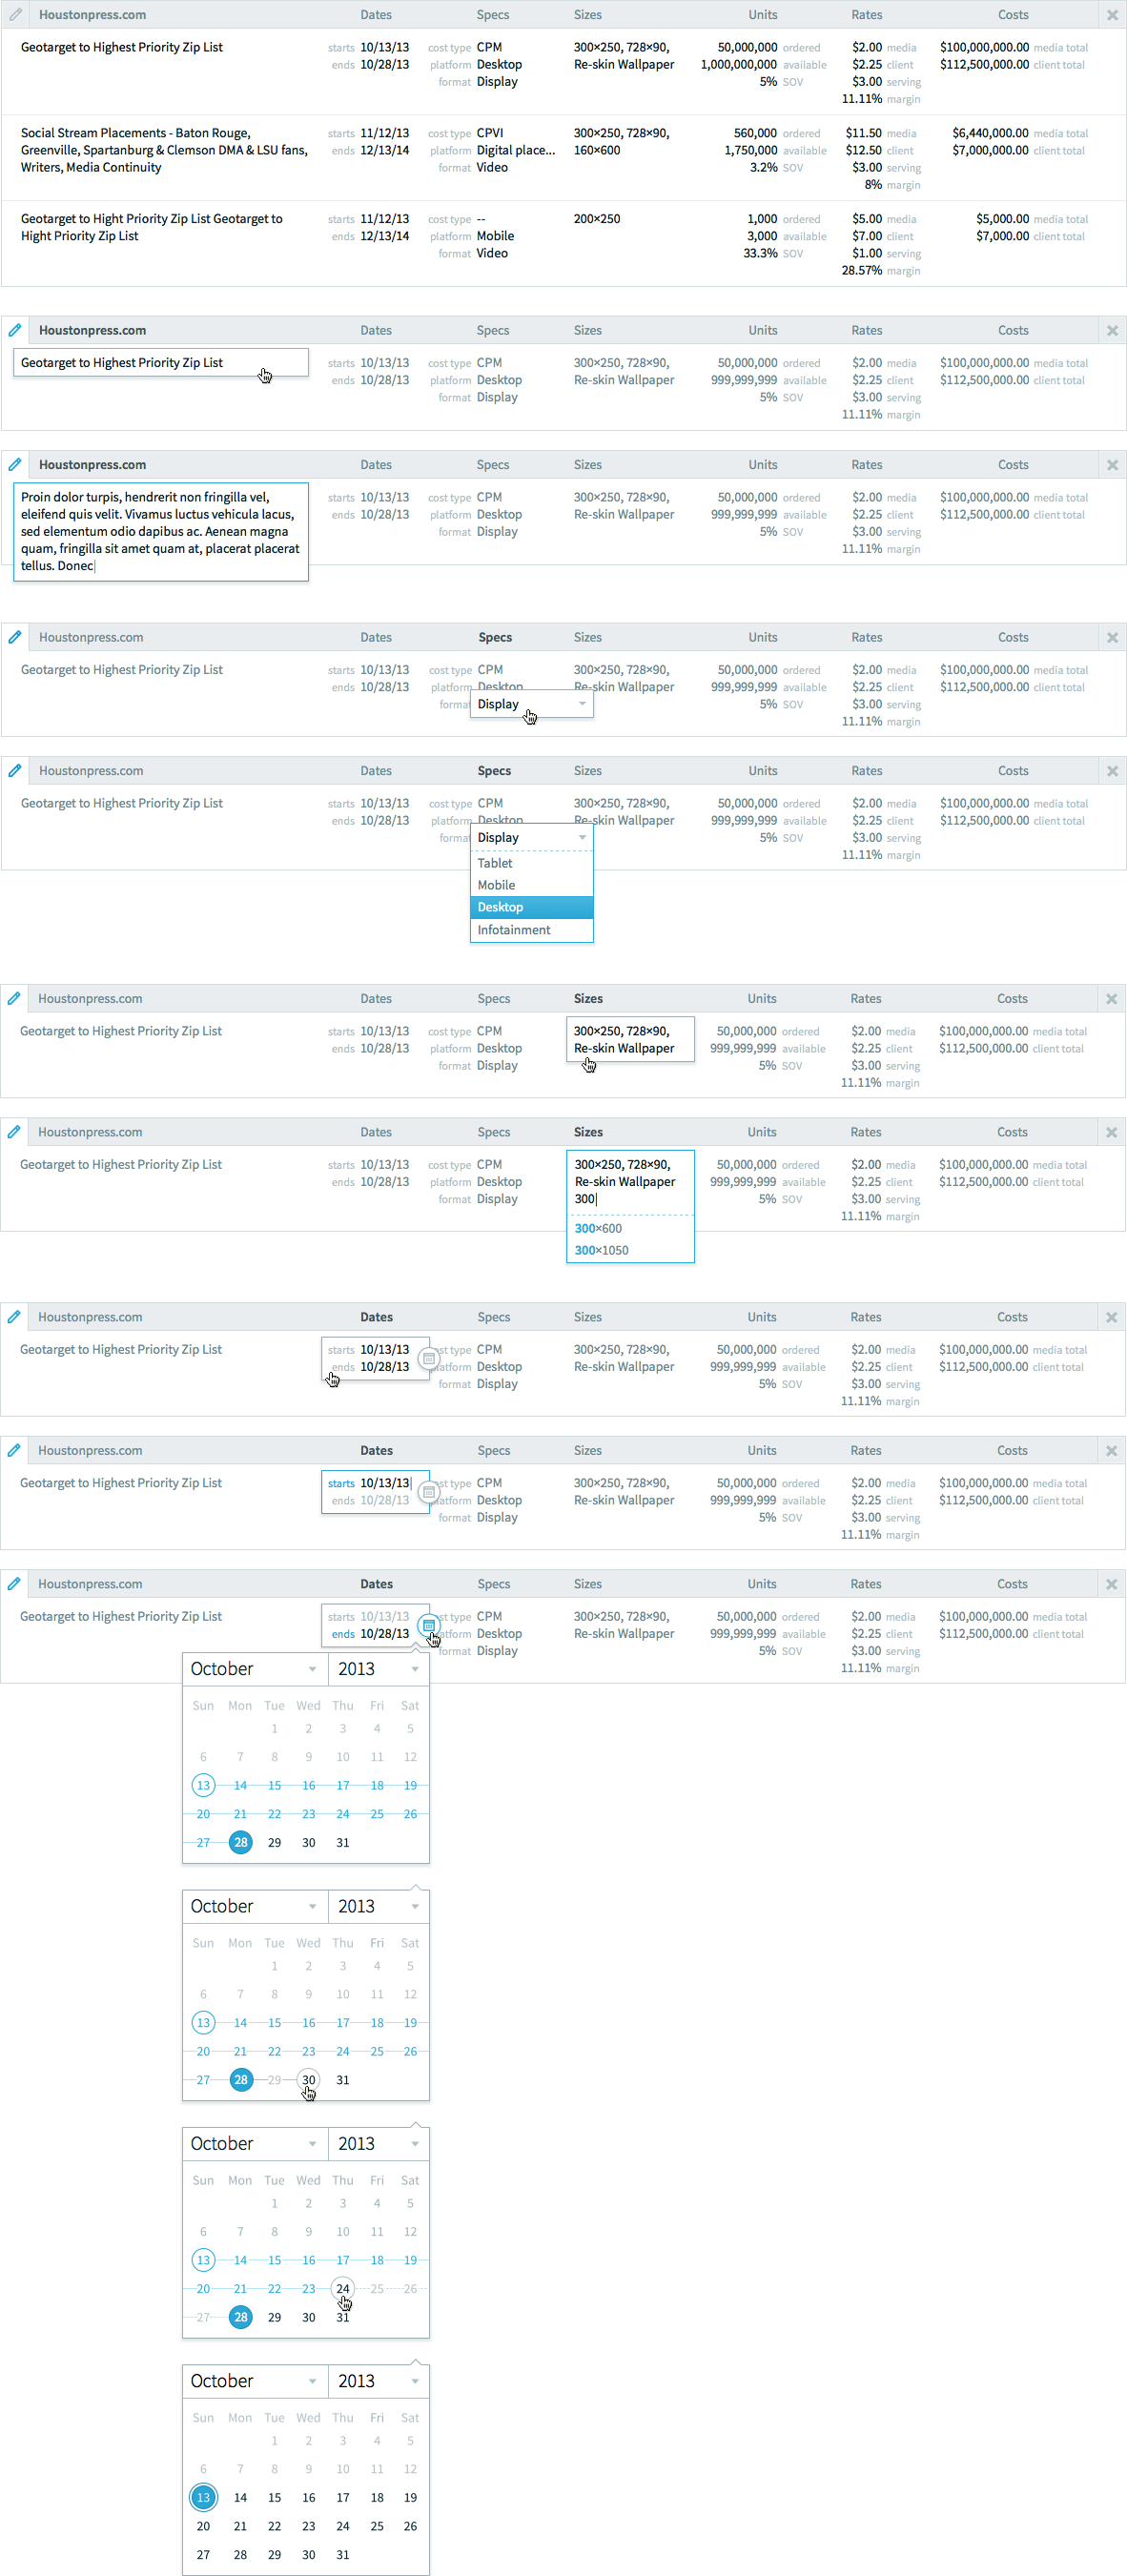 Houstonpress.com Dates Specs Sizes Units Rates Costs
Geotarget to Highest Priority Zip List starts 10/13/13 cost type CPM 300×250, 728×90, 50,000,000 ordered $2.00 media $100,000,000.00 media total
ends 10/28/13 platform Desktop Re-skin Wallpaper 1,000,000,000 available $2.25 client $112,500,000.00 client total
format Display 5% SOV $3.00 serving
11.11% margin
Social Stream Placements - Baton Rouge, starts 11/12/13 cost type CPVI 300×250, 728×90, 560,000 ordered $11.50 media $6,440,000.00 media total
Greenville, Spartanburg & Clemson DMA & LSU fans, ends 12/13/14 platform Digital place... 160×600 1,750,000 available $12.50 client $7,000,000.00 client total
Writers, Media Continuity format Video 3.2% SOV $3.00 serving
8% margin
Geotarget to Hight Priority Zip List Geotarget to starts 11/12/13 cost type -- 200×250 1,000 ordered $5.00 media $5,000.00 media total
Hight Priority Zip List ends 12/13/14 platform Mobile 3,000 available $7.00 client $7,000.00 client total
format Video 33.3% SOV $1.00 serving
28.57% margin
Houstonpress.com Dates Specs Sizes Units Rates Costs
Geotarget to Highest Priority Zip List starts 10/13/13 cost type CPM 300×250, 728×90, 50,000,000 ordered $2.00 media $100,000,000.00 media total
ends 10/28/13 platform Desktop Re-skin Wallpaper 999,999,999 available $2.25 client $112,500,000.00 client total
format Display 5% SOV $3.00 serving
11.11% margin
Houstonpress.com Dates Specs Sizes Units Rates Costs
Proin dolor turpis, hendrerit non fringilla vel, starts 10/13/13 cost type CPM 300×250, 728×90, 50,000,000 ordered $2.00 media $100,000,000.00 media total
eleifend quis velit. Vivamus luctus vehicula lacus, ends 10/28/13 platform Desktop Re-skin Wallpaper 999,999,999 available $2.25 client $112,500,000.00 client total
sed elementum odio dapibus ac. Aenean magna format Display 5% SOV $3.00 serving
quam, fringilla sit amet quam at, placerat placerat 11.11% margin
tellus. Donec
Houstonpress.com Dates Specs Sizes Units Rates Costs
Geotarget to Highest Priority Zip List starts 10/13/13 cost type CPM 300×250, 728×90, 50,000,000 ordered $2.00 media $100,000,000.00 media total
ends 10/28/13 platform Desktop Re-skin Wallpaper 999,999,999 available $2.25 client $112,500,000.00 client total
format Display 5% SOV $3.00 serving
11.11% margin
Houstonpress.com Dates Specs Sizes Units Rates Costs
Geotarget to Highest Priority Zip List starts 10/13/13 cost type CPM 300×250, 728×90, 50,000,000 ordered $2.00 media $100,000,000.00 media total
ends 10/28/13 platform Desktop Re-skin Wallpaper 999,999,999 available $2.25 client $112,500,000.00 client total
format Display 5% SOV $3.00 serving
11.11% margin
Tablet
Mobile
Desktop
Infotainment
Houstonpress.com Dates Specs Sizes Units Rates Costs
Geotarget to Highest Priority Zip List starts 10/13/13 cost type CPM 300×250, 728×90, 50,000,000 ordered $2.00 media $100,000,000.00 media total
ends 10/28/13 platform Desktop Re-skin Wallpaper 999,999,999 available $2.25 client $112,500,000.00 client total
format Display 5% SOV $3.00 serving
11.11% margin
Houstonpress.com Dates Specs Sizes Units Rates Costs
Geotarget to Highest Priority Zip List starts 10/13/13 cost type CPM 300×250, 728×90, 50,000,000 ordered $2.00 media $100,000,000.00 media total
ends 10/28/13 platform Desktop Re-skin Wallpaper 999,999,999 available $2.25 client $112,500,000.00 client total
format Display 300 5% SOV $3.00 serving
11.11% margin
300×600
300×1050
Houstonpress.com Dates Specs Sizes Units Rates Costs
Geotarget to Highest Priority Zip List starts 10/13/13 st type CPM 300×250, 728×90, 50,000,000 ordered $2.00 media $100,000,000.00 media total
ends 10/28/13 latform Desktop Re-skin Wallpaper 999,999,999 available $2.25 client $112,500,000.00 client total
format Display 5% SOV $3.00 serving
11.11% margin
Houstonpress.com Dates Specs Sizes Units Rates Costs
Geotarget to Highest Priority Zip List starts 10/13/13 st type CPM 300×250, 728×90, 50,000,000 ordered $2.00 media $100,000,000.00 media total
ends 10/28/13 latform Desktop Re-skin Wallpaper 999,999,999 available $2.25 client $112,500,000.00 client total
format Display 5% SOV $3.00 serving
11.11% margin
Houstonpress.com Dates Specs Sizes Units Rates Costs
Geotarget to Highest Priority Zip List starts 10/13/13 st type CPM 300×250, 728×90, 50,000,000 ordered $2.00 media $100,000,000.00 media total
ends 10/28/13 atform Desktop Re-skin Wallpaper 999,999,999 available $2.25 client $112,500,000.00 client total
format Display 5% SOV $3.00 serving
11.11% margin
October 2013
Sun Mon Tue Wed Thu Fri Sat
1 2 3 4 5
6 7 8 9 10 11 12
13 14 15 16 17 18 19
20 21 22 23 24 25 26
27 28 29 30 31
October 2013
Sun Mon Tue Wed Thu Fri Sat
1 2 3 4 5
6 7 8 9 10 11 12
13 14 15 16 17 18 19
20 21 22 23 24 25 26
27 28 29 30 31
October 2013
Sun Mon Tue Wed Thu Fri Sat
1 2 3 4 5
6 7 8 9 10 11 12
13 14 15 16 17 18 19
20 21 22 23 24 25 26
27 28 29 30 31
October 2013
Sun Mon Tue Wed Thu Fri Sat
1 2 3 4 5
6 7 8 9 10 11 12
13 14 15 16 17 18 19
20 21 22 23 24 25 26
27 28 29 30 31